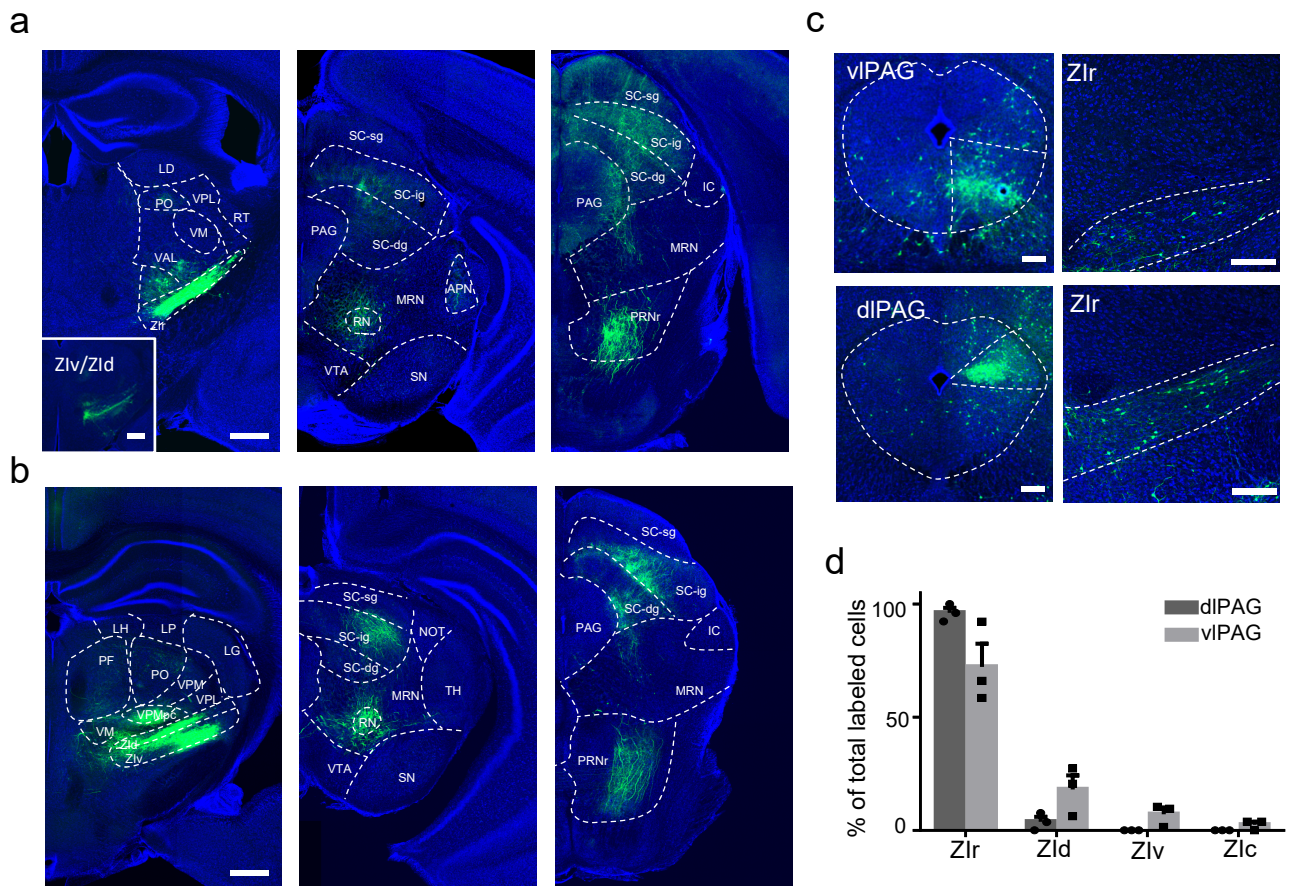 a
LD
PO
VPL
RT
VM
VAL
ZIr
ZIv/ZId
SC-sg
SC-ig
PAG
SC-dg
MRN
APN
RN
VTA
SN
SC-sg
SC-ig
SC-dg
PAG
IC
MRN
PRNr
b
LH
LP
LG
PF
PO
VPM
VPL
VPMpc
VM
ZId
ZIv
SC-sg
NOT
SC-ig
SC-dg
MRN
TH
RN
VTA
SN
SC-sg
SC-ig
SC-dg
PAG
IC
MRN
PRNr
c
vlPAG
ZIr
dlPAG
ZIr
d
% of total labeled cells
100
50
0
dlPAG
vlPAG
ZIr
ZId
ZIv
ZIc